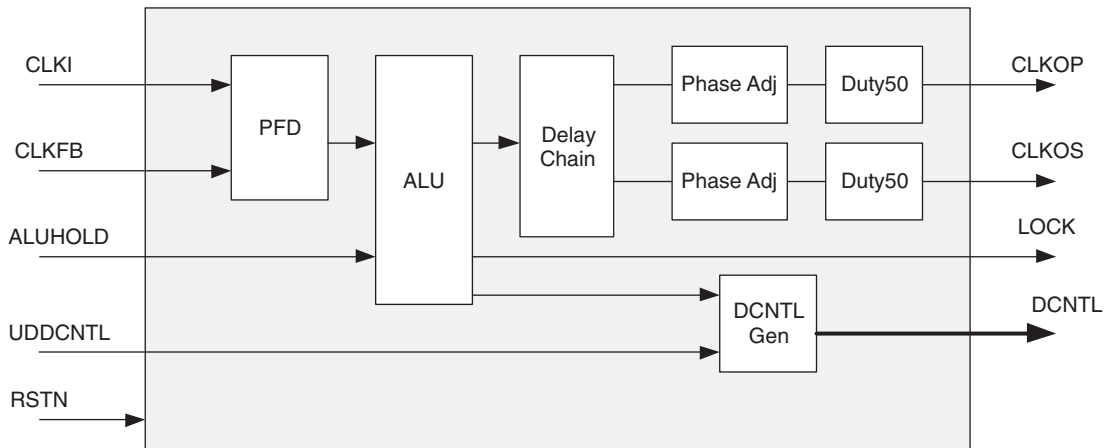 CLKI
CLKFB
ALUHOLD
UDDCNTL
RSTN
PFD
ALU
Delay
Chain
Phase Adj
Duty50
Phase Adj
Duty50
DCNTL
Gen
CLKOP
CLKOS
LOCK
DCNTL